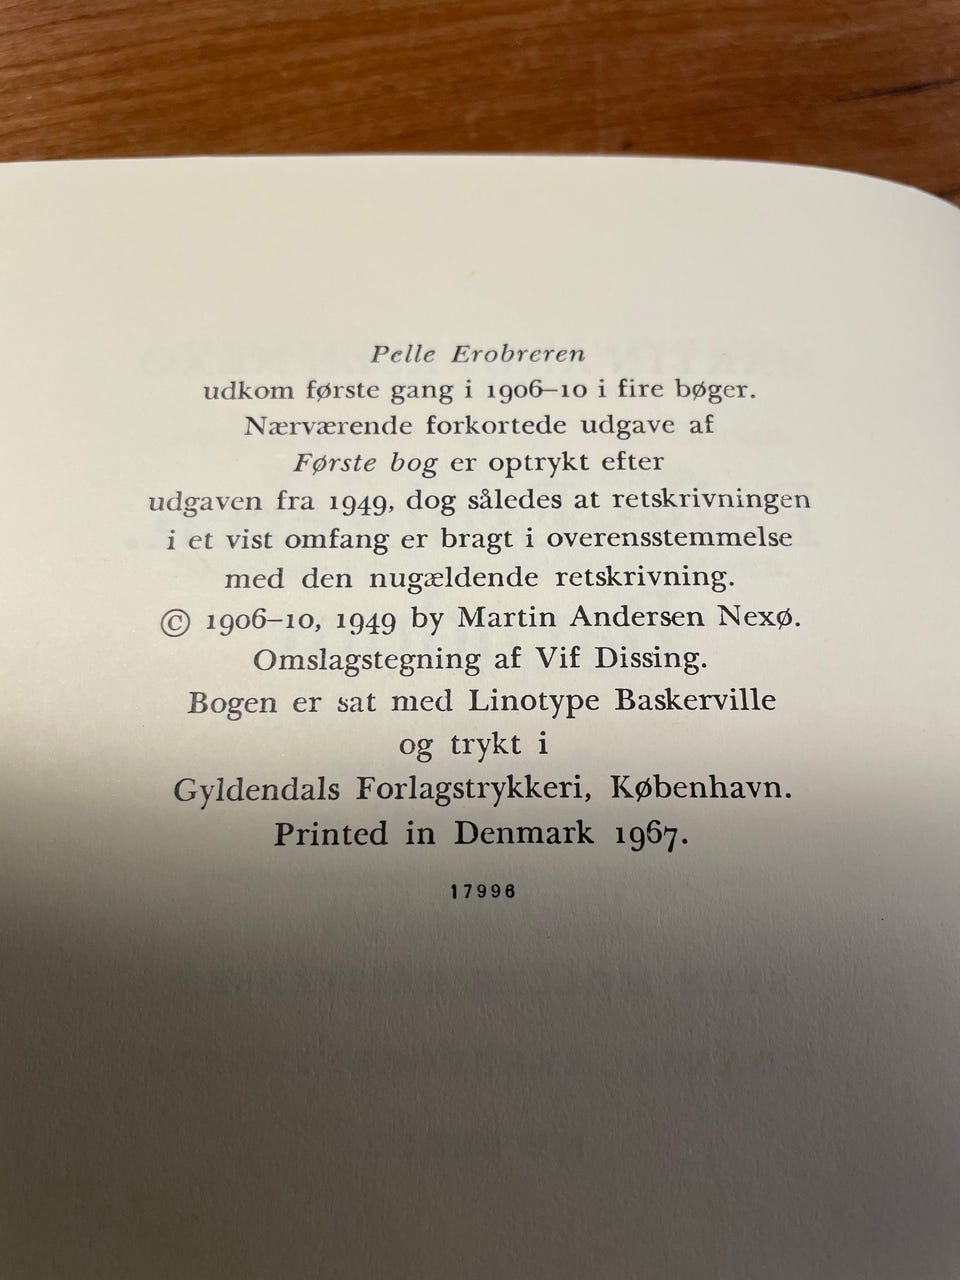 Pelle Erobreren
udkom første gang i 1906–10 i fire bøger.
Nærværende forkortede udgave af
Første bog er optrykt efter
udgaven fra 1949, dog således at retskrivningen
i et vist omfang er bragt i overensstemmelse
med den nugældende retskrivning.
© 1906–10, 1949 by Martin Andersen Nexø.
Omslagstegning af Vif Dissing.
Bogen er sat med Linotype Baskerville
og trykt i
Gyldendals Forlagstrykkeri, København.
Printed in Denmark 1967.
17996